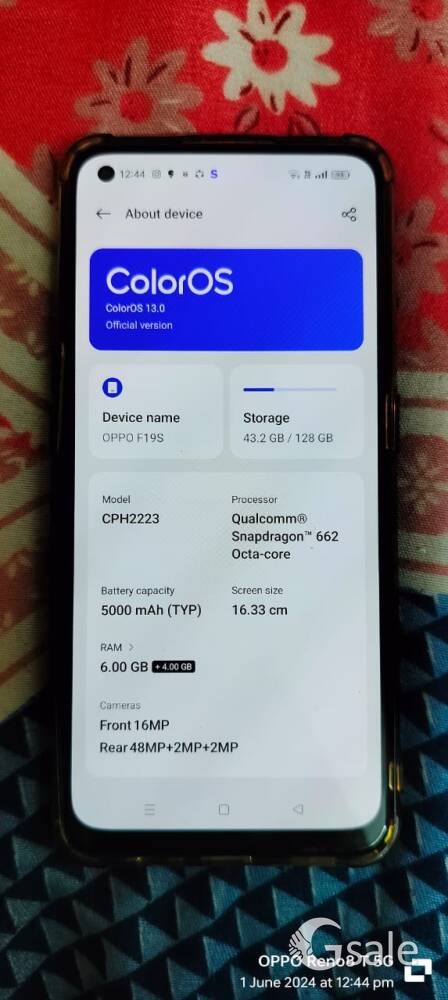 12:44
S
About device
ColorOS
ColorOS 13.0
Official version
Device name
OPPO F19S
Storage
43.2 GB / 128 GB
Model
CPH2223
Processor
Qualcomm®
Snapdragon™ 662
Octa-core
Battery capacity
5000 mAh (TYP)
Screen size
16.33 cm
RAM
6.00 GB + 4.00 GB
Cameras
Front 16MP
Rear 48MP+2MP+2MP
Gsale
OPPO Reno8 T 5G
1 June 2024 at 12:44 pm